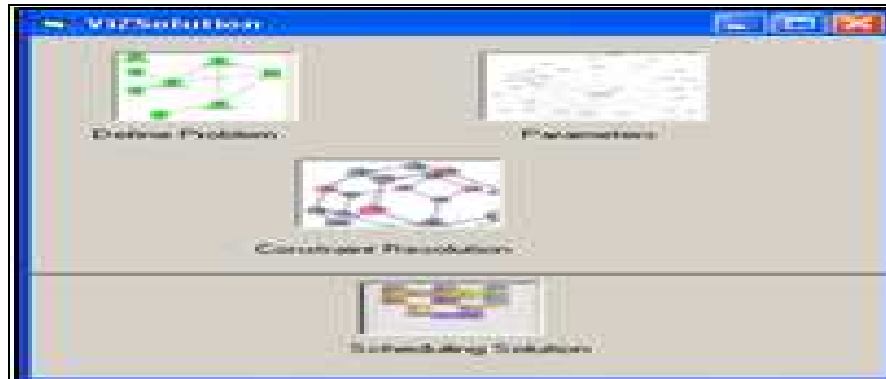 VIZSolution
Define Problem
Parameters
Constraint Resolution
Scheduling Solution